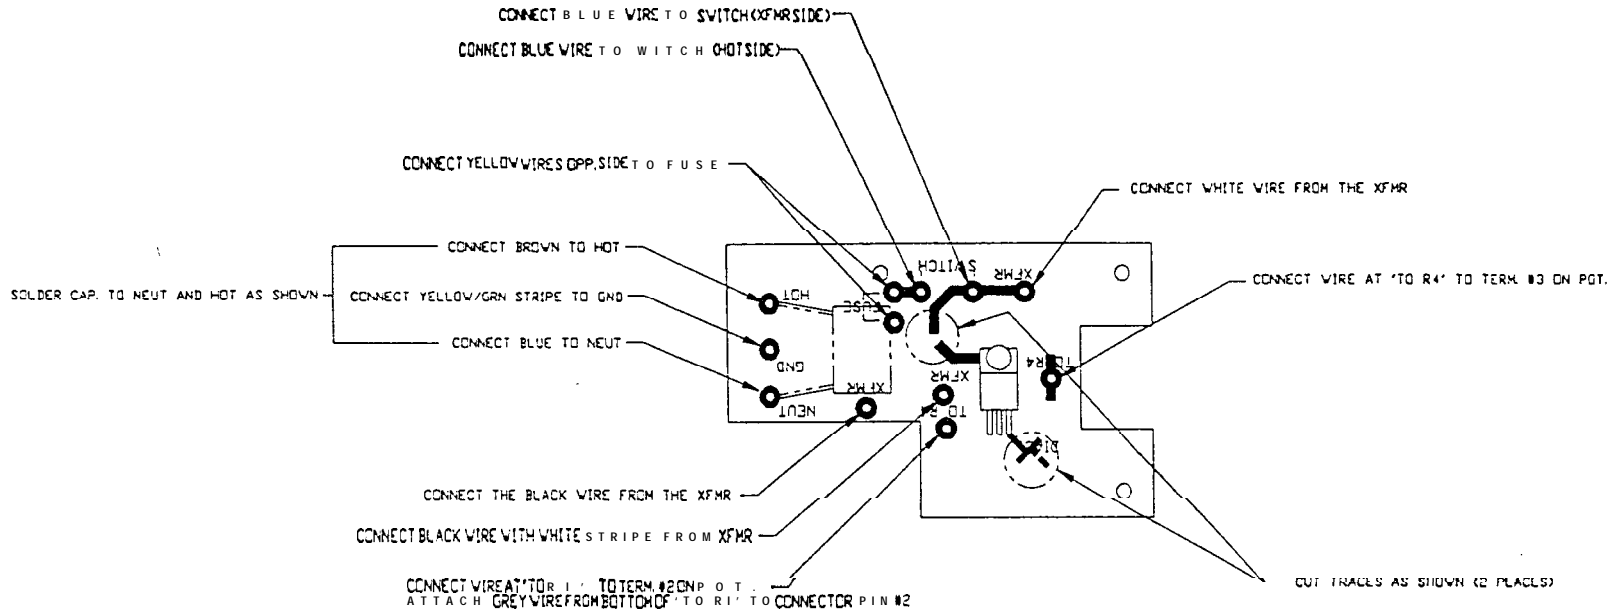 CONNECT BLUE WIRE TO SWITCH (XFMR SIDE)
CONNECT BLUE WIRE TO WITCH (HOT SIDE)
CONNECT YELLOW WIRES OPP. SIDE TO FUSE
CONNECT WHITE WIRE FROM THE XFMR
CONNECT BROWN TO HOT
SOLDER CAP. TO NEUT AND HOT AS SHOWN
CONNECT YELLOW/GRN STRIPE TO GND
CONNECT BLUE TO NEUT
CONNECT WIRE AT "TO R4" TO TERM. #3 ON POT.
SWITCH
XFMR
HOT
FUSE
GND
XFMR
NEUT
XFMR
TO R4
CONNECT THE BLACK WIRE FROM THE XFMR
CONNECT BLACK WIRE WITH WHITE STRIPE FROM XFMR
CONNECT WIRE AT "TO R1' TO TERM. #2 ON POT.
ATTACH GREY WIRE FROM BOTTOM OF 'TO R1' TO CONNECTOR PIN #2
CUT TRACES AS SHOWN (2 PLACES)